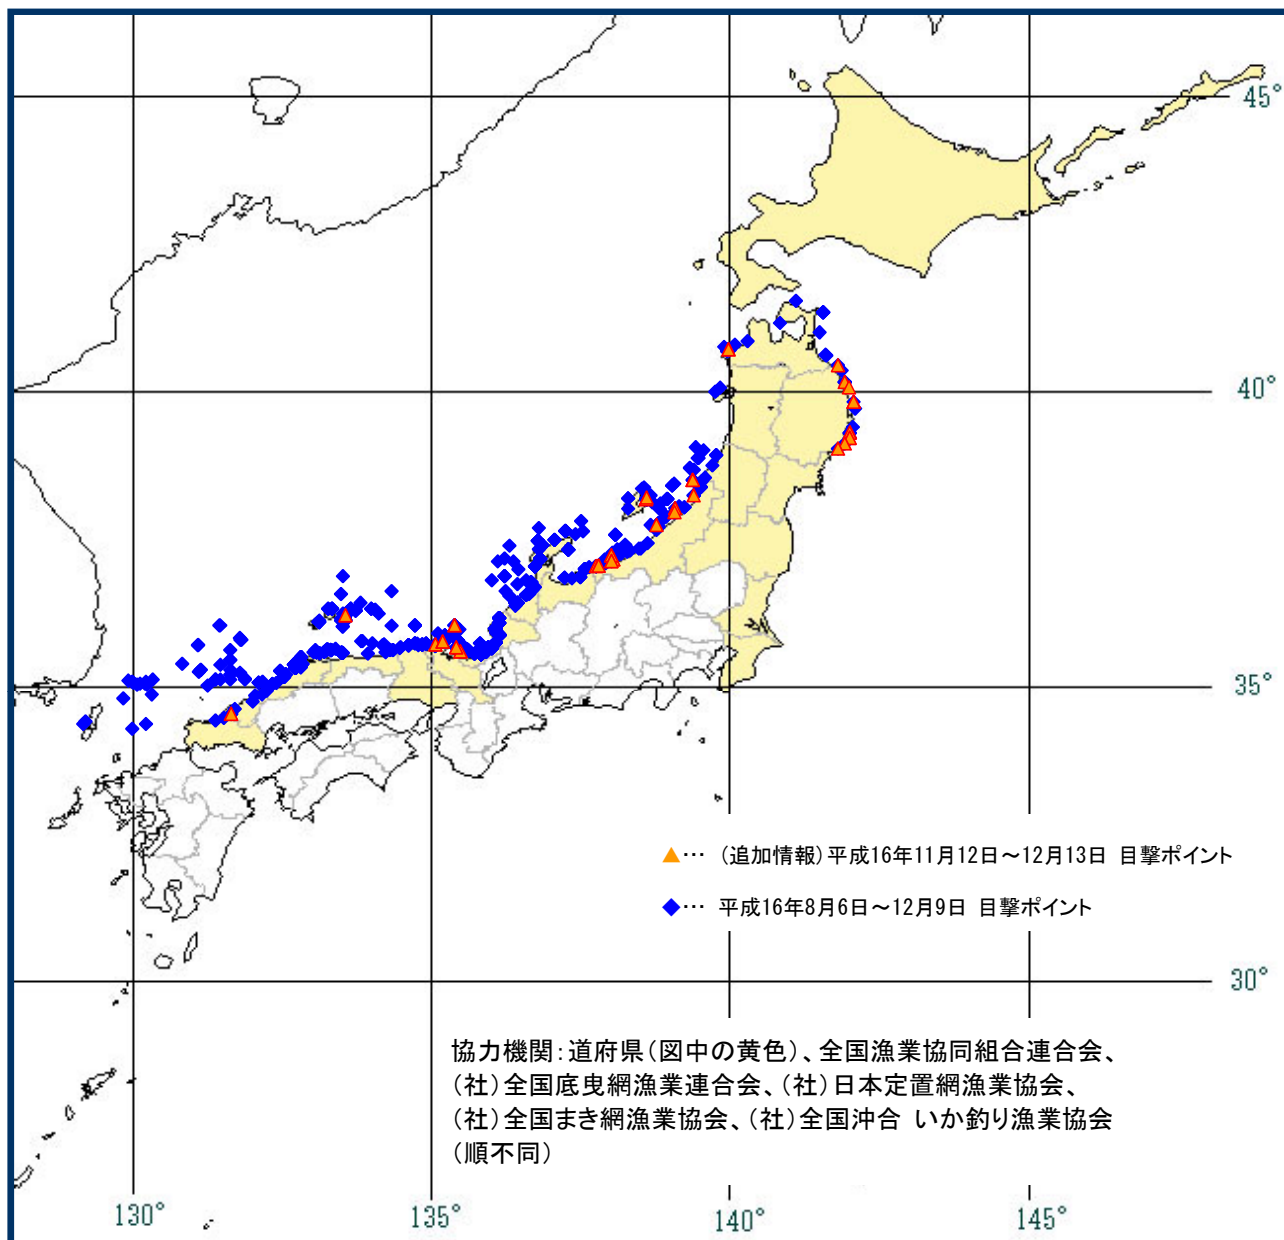 45°
40°
35°
▲… （追加情報）平成16年11月12日～12月13日 目撃ポイント
◆… 平成16年8月6日～12月9日 目撃ポイント
30°
協力機関：道府県（図中の黄色）、全国漁業協同組合連合会、
（社）全国底曳網漁業連合会、（社）日本定置網漁業協会、
（社）全国まき網漁業協会、（社）全国沖合 いか釣り漁業協会
（順不同）
130° 135° 140° 145°